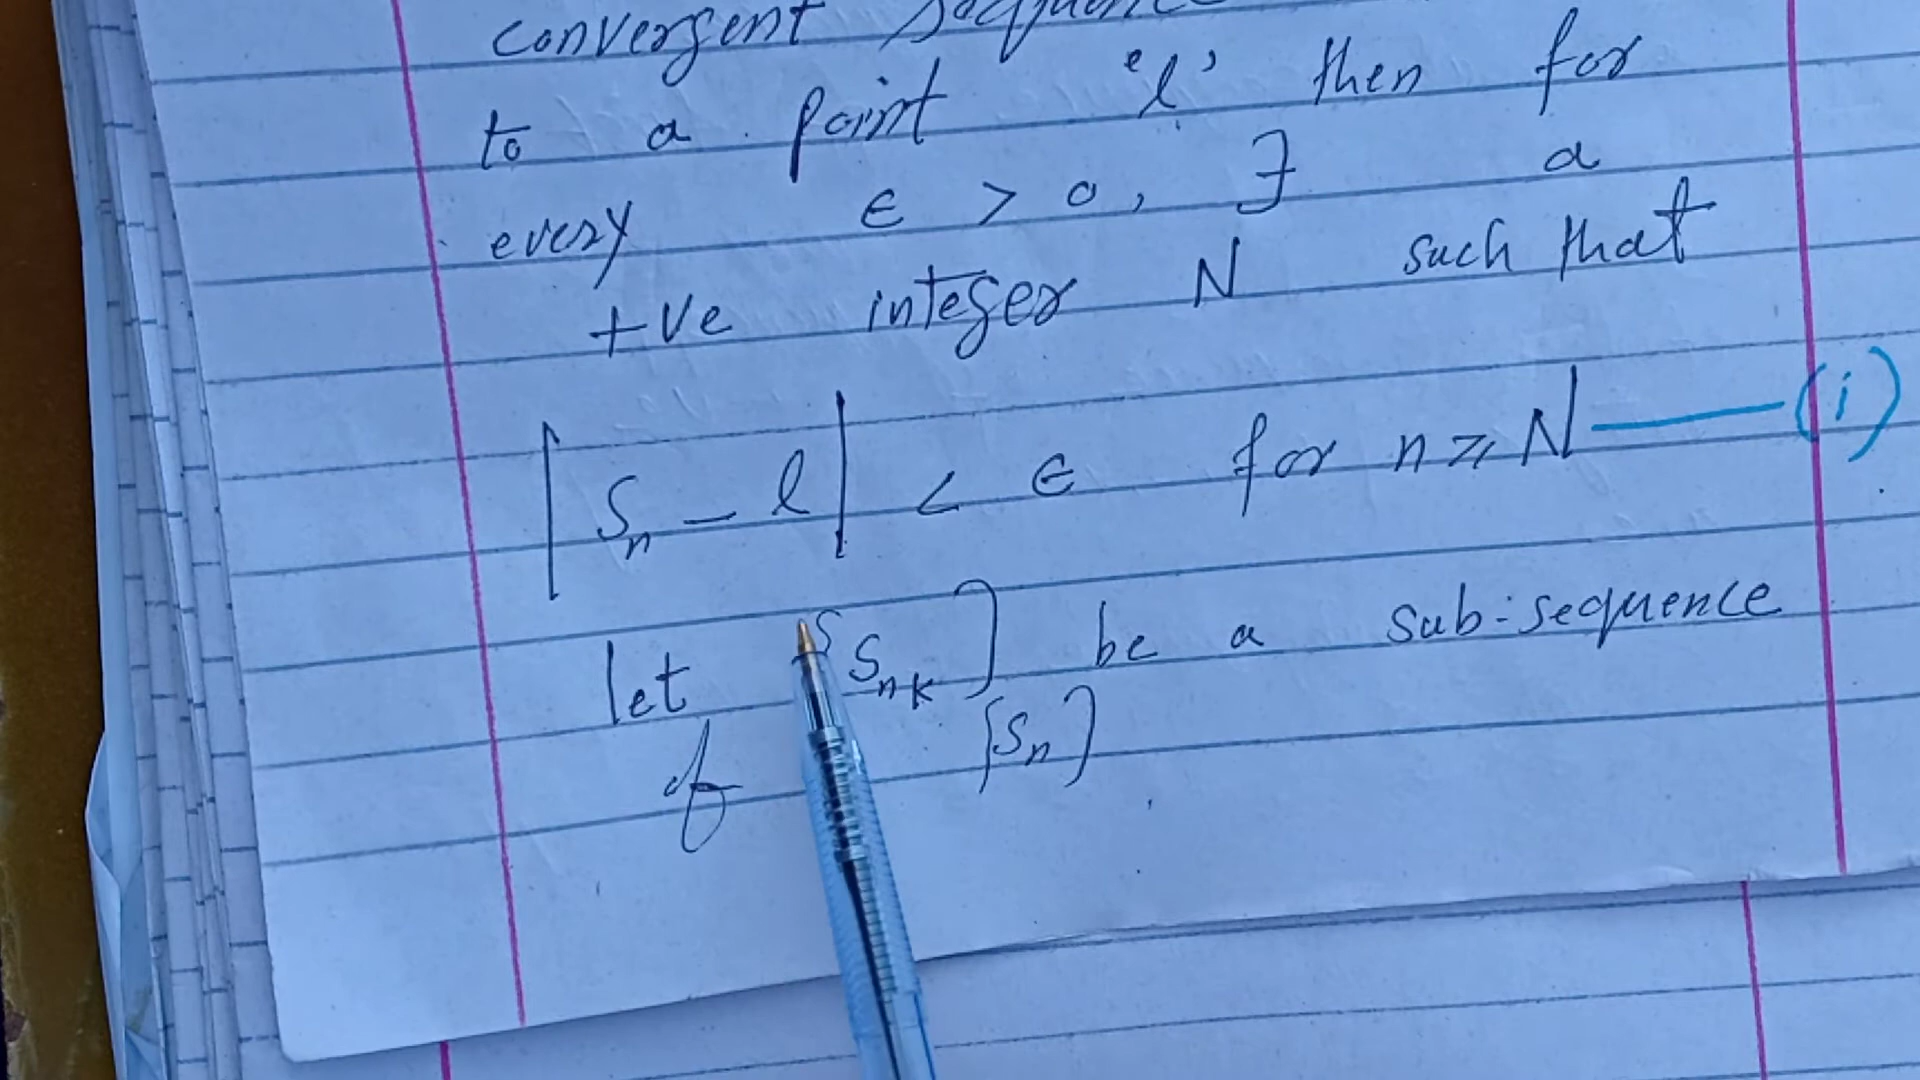 convergent sequence
to a point 'l' then for
every ϵ > 0, ∃ a
+ve integer N such that
|Sn - l| < ϵ for n ≥ N —— (i)
let {Snk} be a sub-sequence
of {Sn}